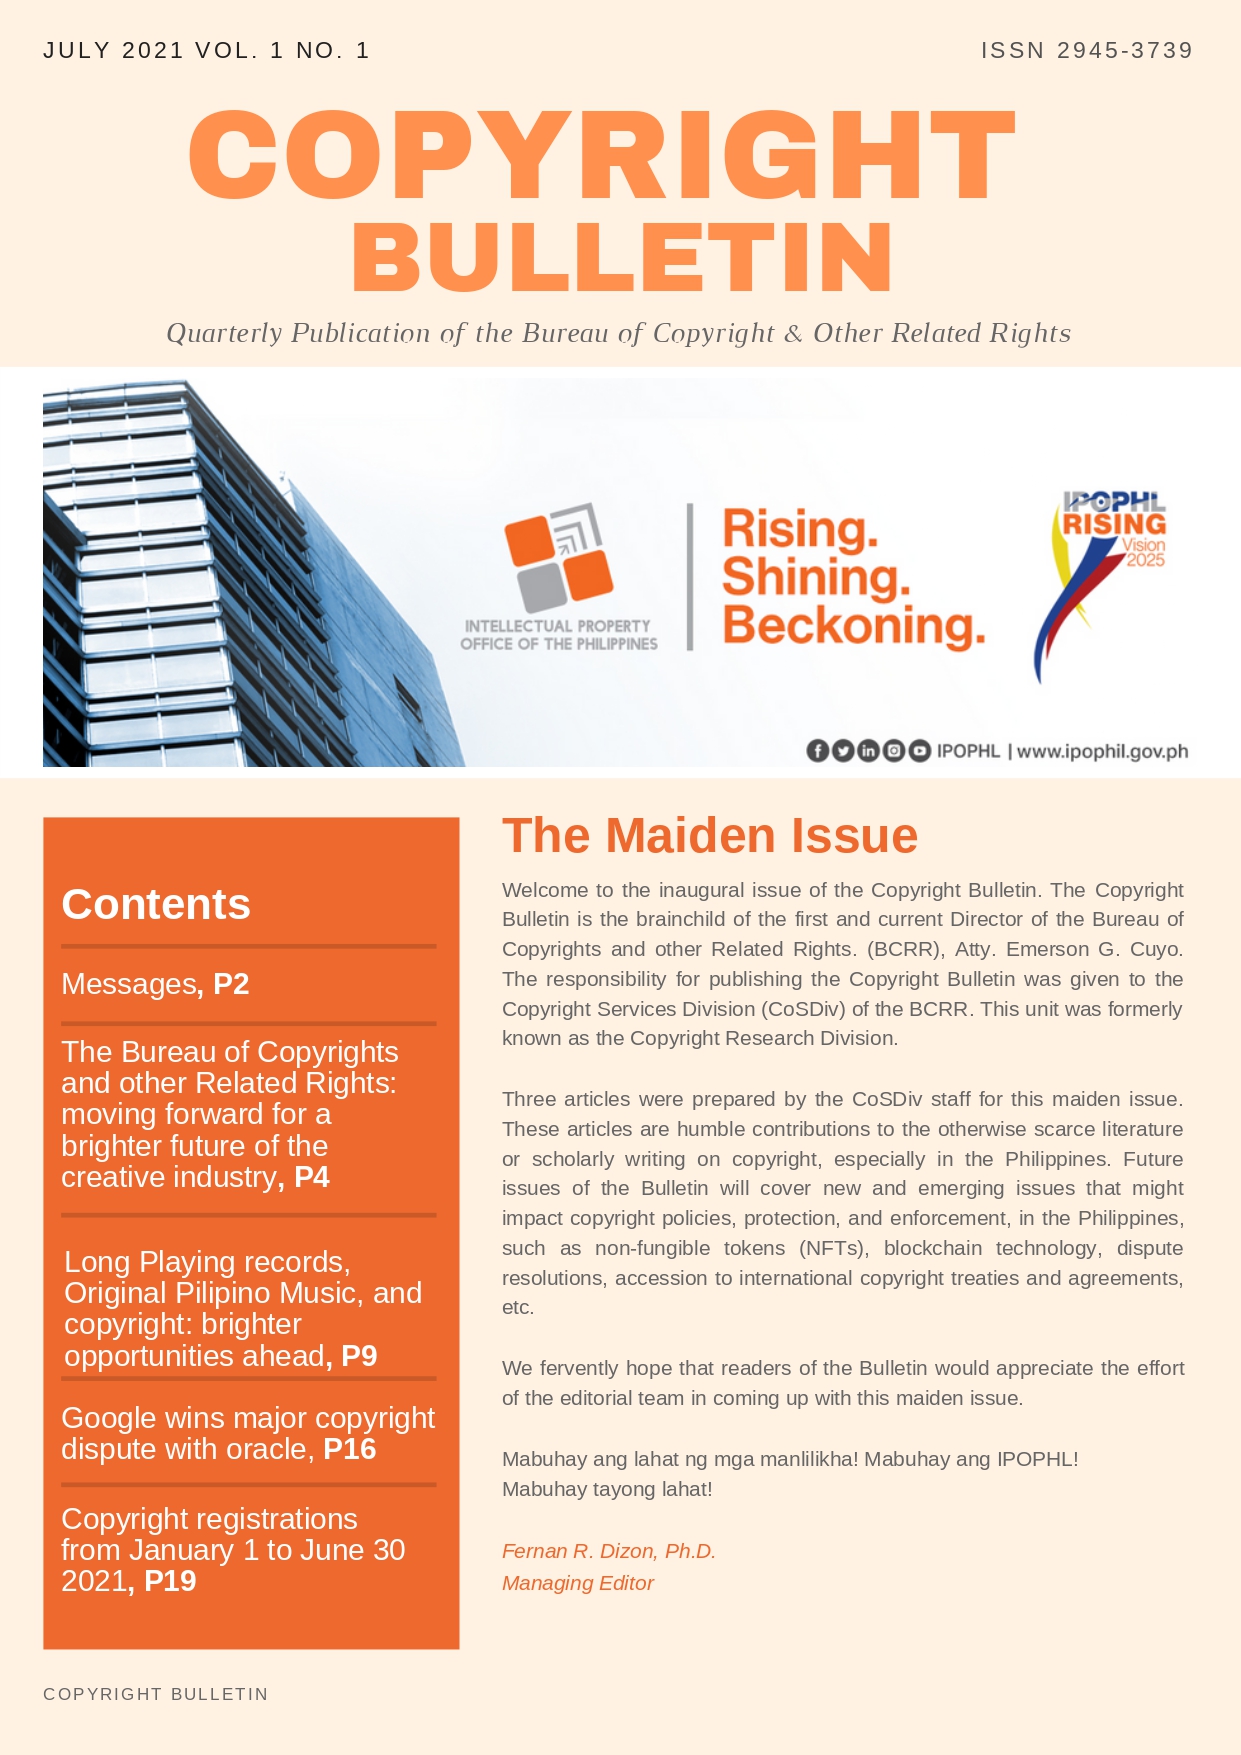 JULY 2021 VOL. 1 NO. 1
ISSN 2945-3739
COPYRIGHT
BULLETIN
Quarterly Publication of the Bureau of Copyright & Other Related Rights
INTELLECTUAL PROPERTY
OFFICE OF THE PHILIPPINES
Rising.
Shining.
Beckoning.
IPOPHL
RISING
Vision
2025
IPOPHL | www.ipophil.gov.ph
Contents
Messages, P2
The Bureau of Copyrights
and other Related Rights:
moving forward for a
brighter future of the
creative industry, P4
Long Playing records,
Original Pilipino Music, and
copyright: brighter
opportunities ahead, P9
Google wins major copyright
dispute with oracle, P16
Copyright registrations
from January 1 to June 30
2021, P19
The Maiden Issue
Welcome to the inaugural issue of the Copyright Bulletin. The Copyright
Bulletin is the brainchild of the first and current Director of the Bureau of
Copyrights and other Related Rights. (BCRR), Atty. Emerson G. Cuyo.
The responsibility for publishing the Copyright Bulletin was given to the
Copyright Services Division (CoSDiv) of the BCRR. This unit was formerly
known as the Copyright Research Division.
Three articles were prepared by the CoSDiv staff for this maiden issue.
These articles are humble contributions to the otherwise scarce literature
or scholarly writing on copyright, especially in the Philippines. Future
issues of the Bulletin will cover new and emerging issues that might
impact copyright policies, protection, and enforcement, in the Philippines,
such as non-fungible tokens (NFTs), blockchain technology, dispute
resolutions, accession to international copyright treaties and agreements,
etc.
We fervently hope that readers of the Bulletin would appreciate the effort
of the editorial team in coming up with this maiden issue.
Mabuhay ang lahat ng mga manlilikha! Mabuhay ang IPOPHL!
Mabuhay tayong lahat!
Fernan R. Dizon, Ph.D.
Managing Editor
COPYRIGHT BULLETIN